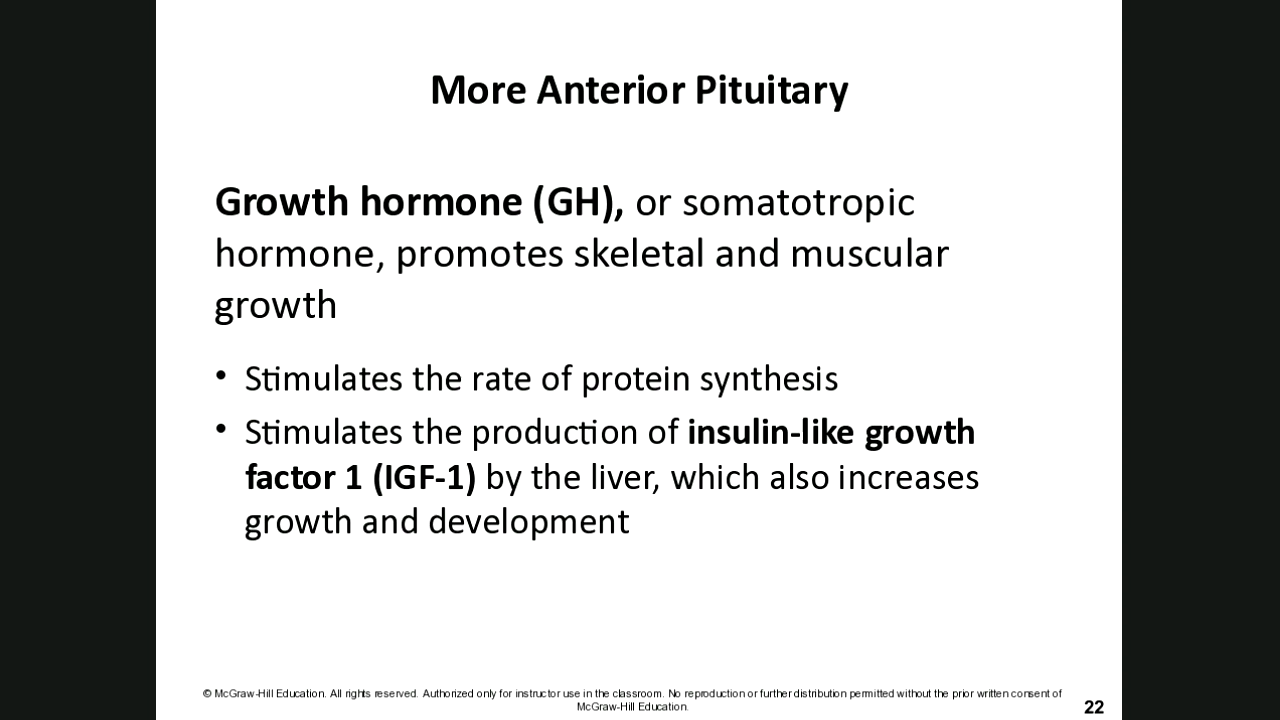 More Anterior Pituitary
Growth hormone (GH), or somatotropic
hormone, promotes skeletal and muscular
growth
• Stimulates the rate of protein synthesis
• Stimulates the production of insulin-like growth
factor 1 (IGF-1) by the liver, which also increases
growth and development
© McGraw-Hill Education. All rights reserved. Authorized only for instructor use in the classroom. No reproduction or further distribution permitted without the prior written consent of
McGraw-Hill Education.
22